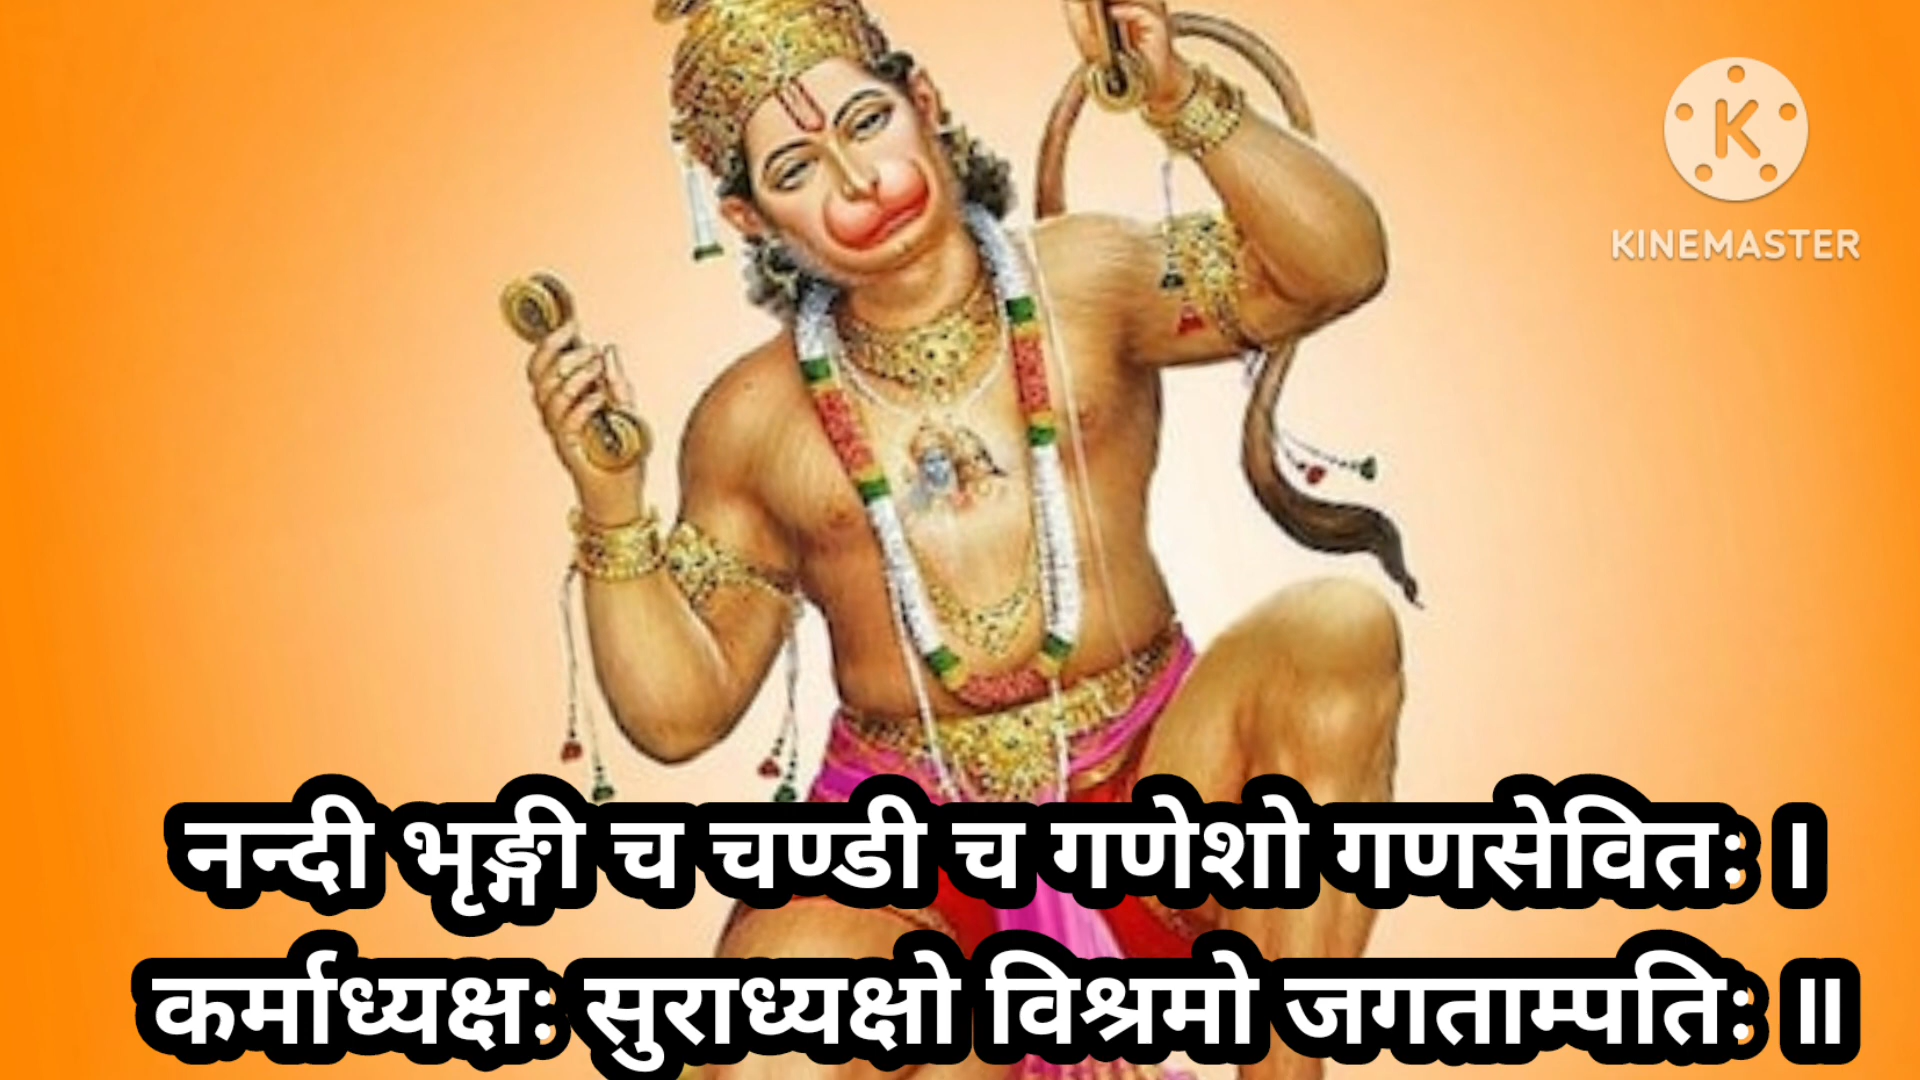 K
KINEMASTER
नन्दी भृङ्गी च चण्डी च गणेशो गणसेवितः ।
कर्माध्यक्षः सुराध्यक्षो विश्रमो जगताम्पतिः ॥